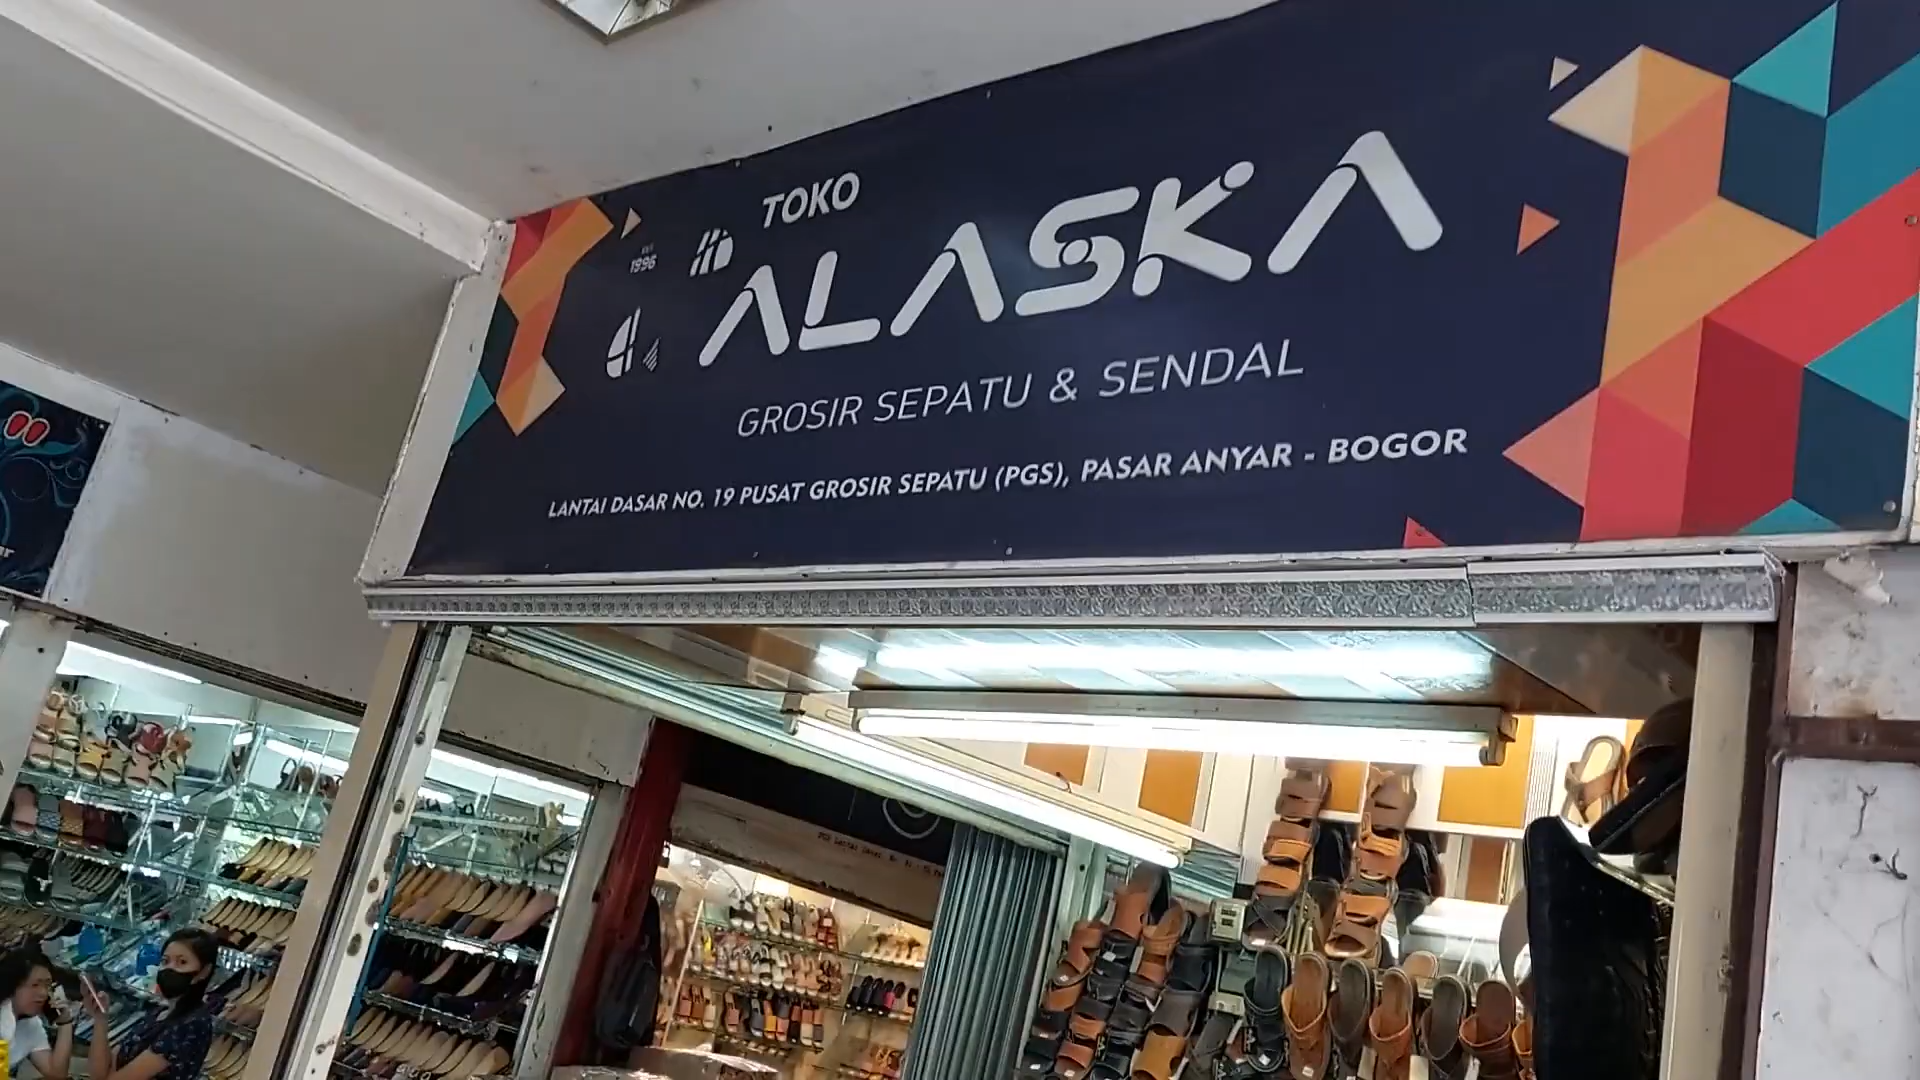 TOKO
EST
1996
ALASKA
GROSIR SEPATU & SENDAL
LANTAI DASAR NO. 19 PUSAT GROSIR SEPATU (PGS), PASAR ANYAR - BOGOR